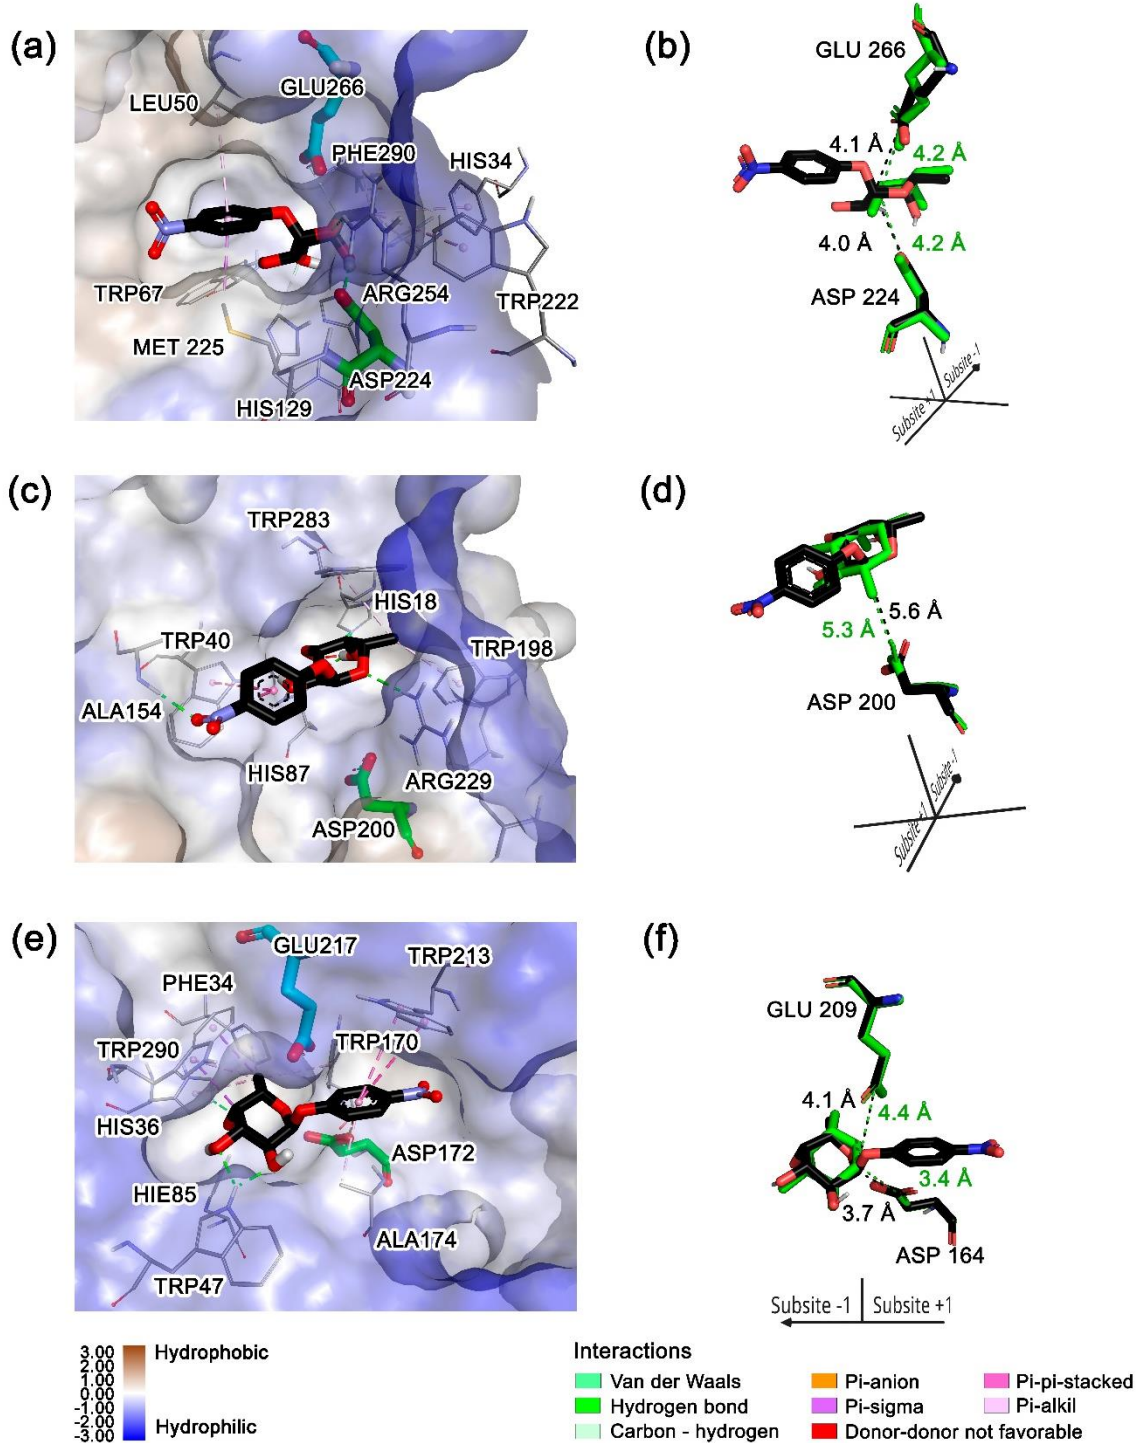 (a)
LEU50
GLU266
PHE290
HIS34
TRP67
ARG254
TRP222
MET 225
ASP224
HIS129
(b)
GLU 266
4.1 Å
4.2 Å
4.0 Å
4.2 Å
ASP 224
Subsite -1
Subsite +1
(c)
TRP283
HIS18
TRP40
TRP198
ALA154
HIS87
ARG229
ASP200
(d)
5.6 Å
5.3 Å
ASP 200
Subsite -1
Subsite +1
(e)
GLU217
TRP213
PHE34
TRP290
TRP170
HIS36
ASP172
HIE85
ALA174
TRP47
(f)
GLU 209
4.1 Å
4.4 Å
3.4 Å
3.7 Å
ASP 164
Subsite -1
Subsite +1
3.00
2.00
1.00
0.00
-1.00
-2.00
-3.00
Hydrophobic
Hydrophilic
Interactions
Van der Waals
Hydrogen bond
Carbon - hydrogen
Pi-anion
Pi-sigma
Donor-donor not favorable
Pi-pi-stacked
Pi-alkil